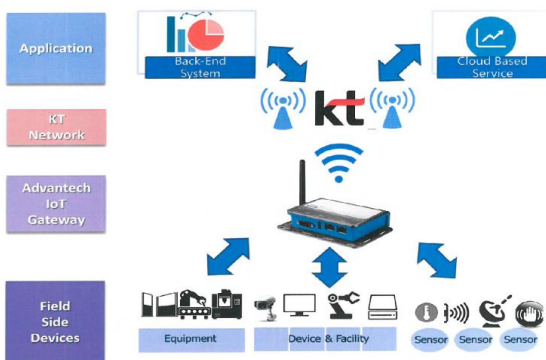 Application
Back-End
System
Cloud Based
Service
KT
Network
kt
Advantech
IoT
Gateway
Field
Side
Devices
Equipment
Device & Facility
Sensor
Sensor
Sensor